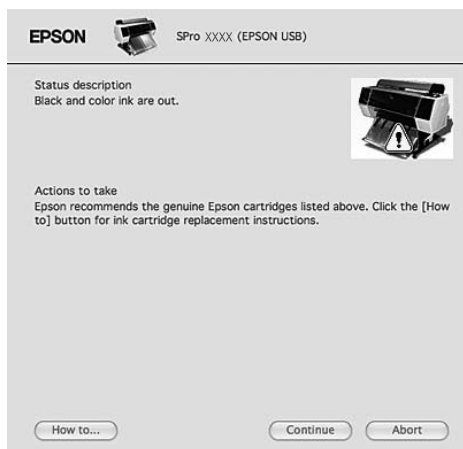 EPSON
SPro XXXX (EPSON USB)
Status description
Black and color ink are out.
Actions to take
Epson recommends the genuine Epson cartridges listed above. Click the [How
to] button for ink cartridge replacement instructions.
How to...
Continue
Abort